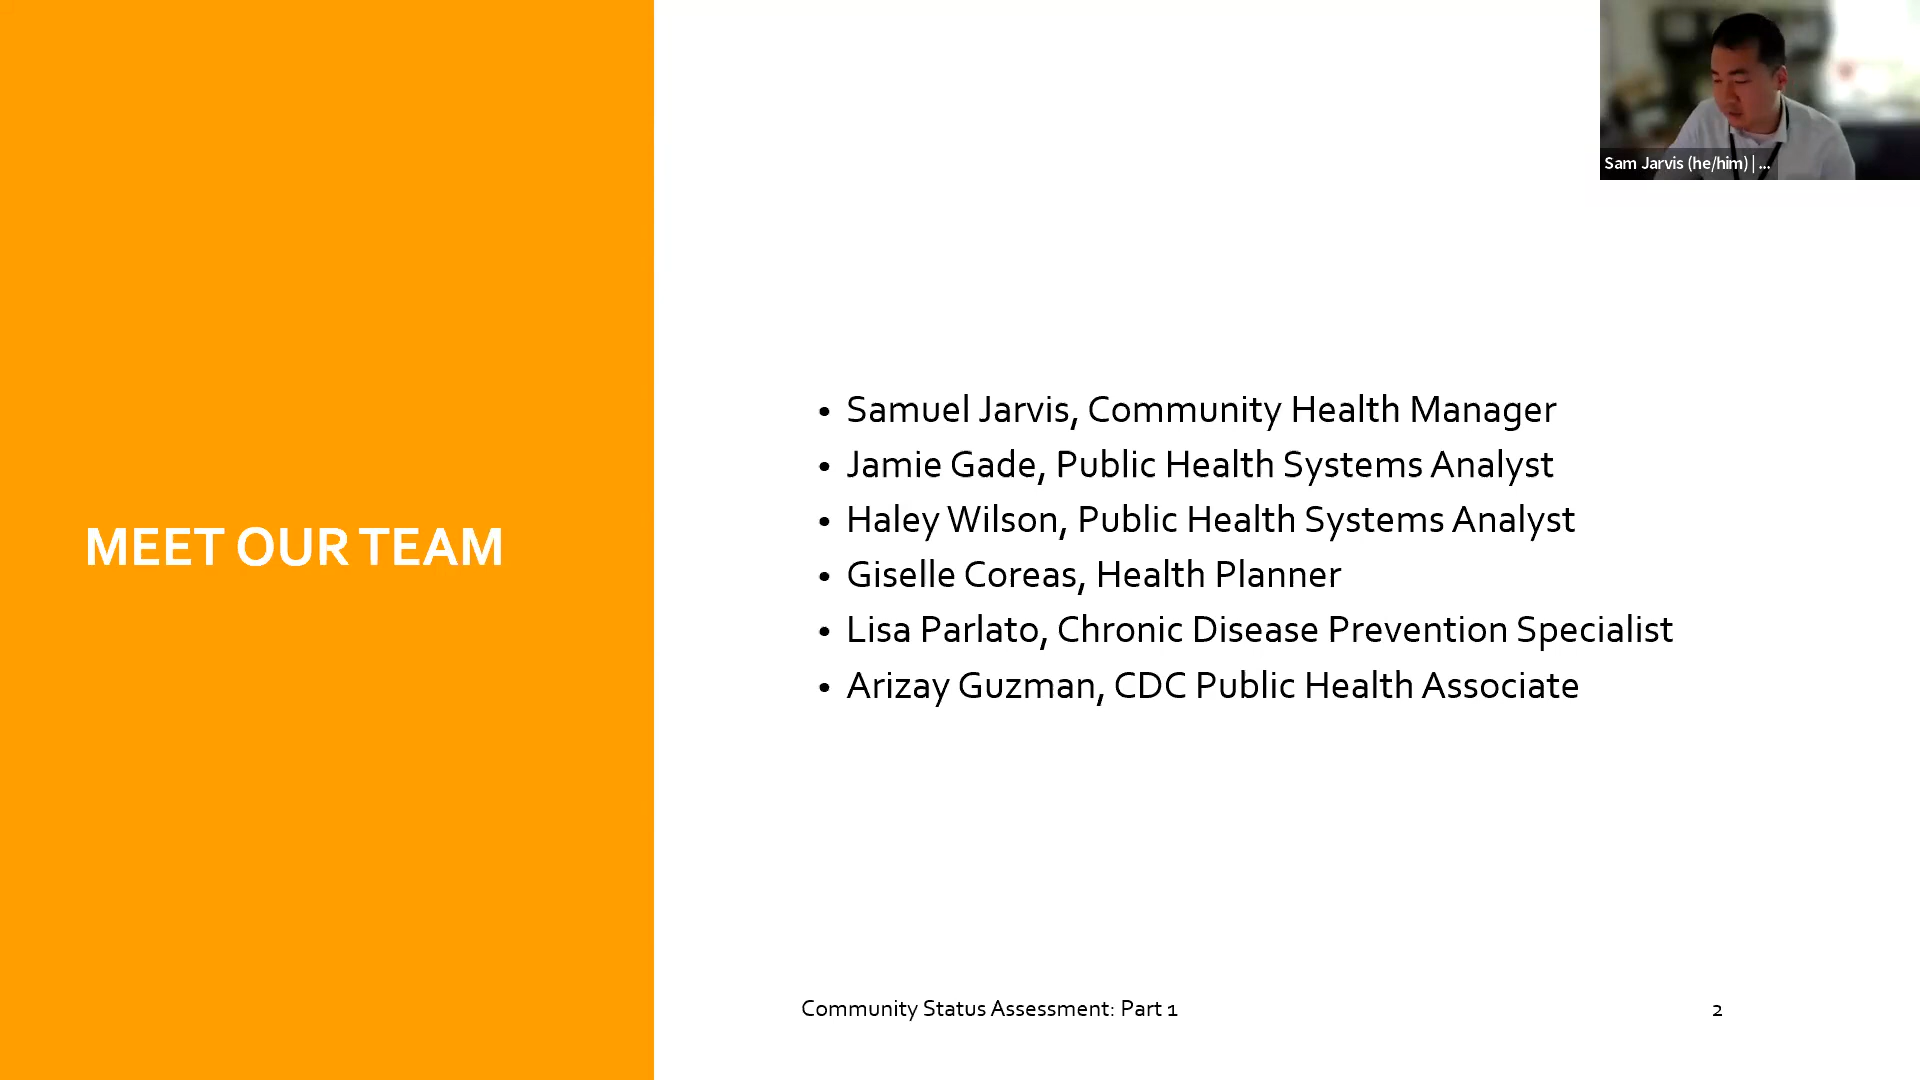 Sam Jarvis (he/him) | ...
MEET OUR TEAM
• Samuel Jarvis, Community Health Manager
• Jamie Gade, Public Health Systems Analyst
• Haley Wilson, Public Health Systems Analyst
• Giselle Coreas, Health Planner
• Lisa Parlato, Chronic Disease Prevention Specialist
• Arizay Guzman, CDC Public Health Associate
Community Status Assessment: Part 1
2